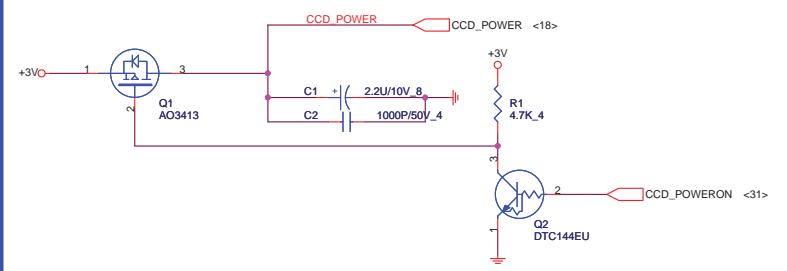 CCD_POWER
CCD_POWER <18>
+3V
+3V
1
3
C1
+
2.2U/10V_8
2
Q1
AO3413
C2
1000P/50V_4
R1
4.7K_4
3
2
CCD_POWERON <31>
1
Q2
DTC144EU